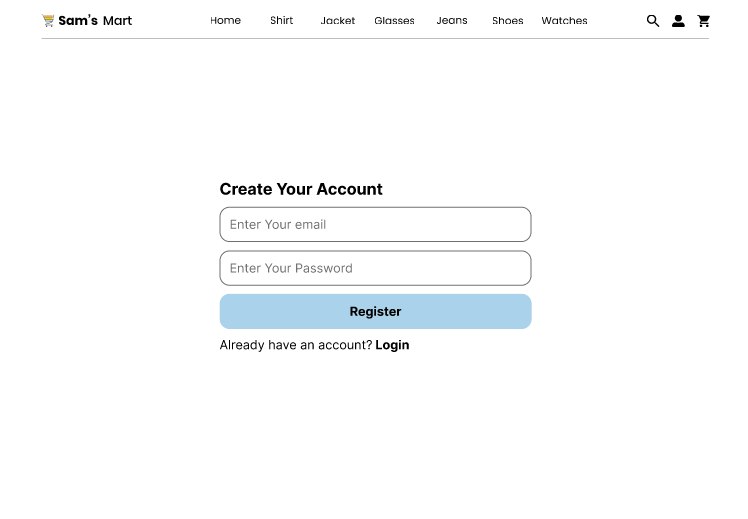 Sam's Mart Home Shirt Jacket Glasses Jeans Shoes Watches
Create Your Account
Enter Your email
Enter Your Password
Register
Already have an account? Login